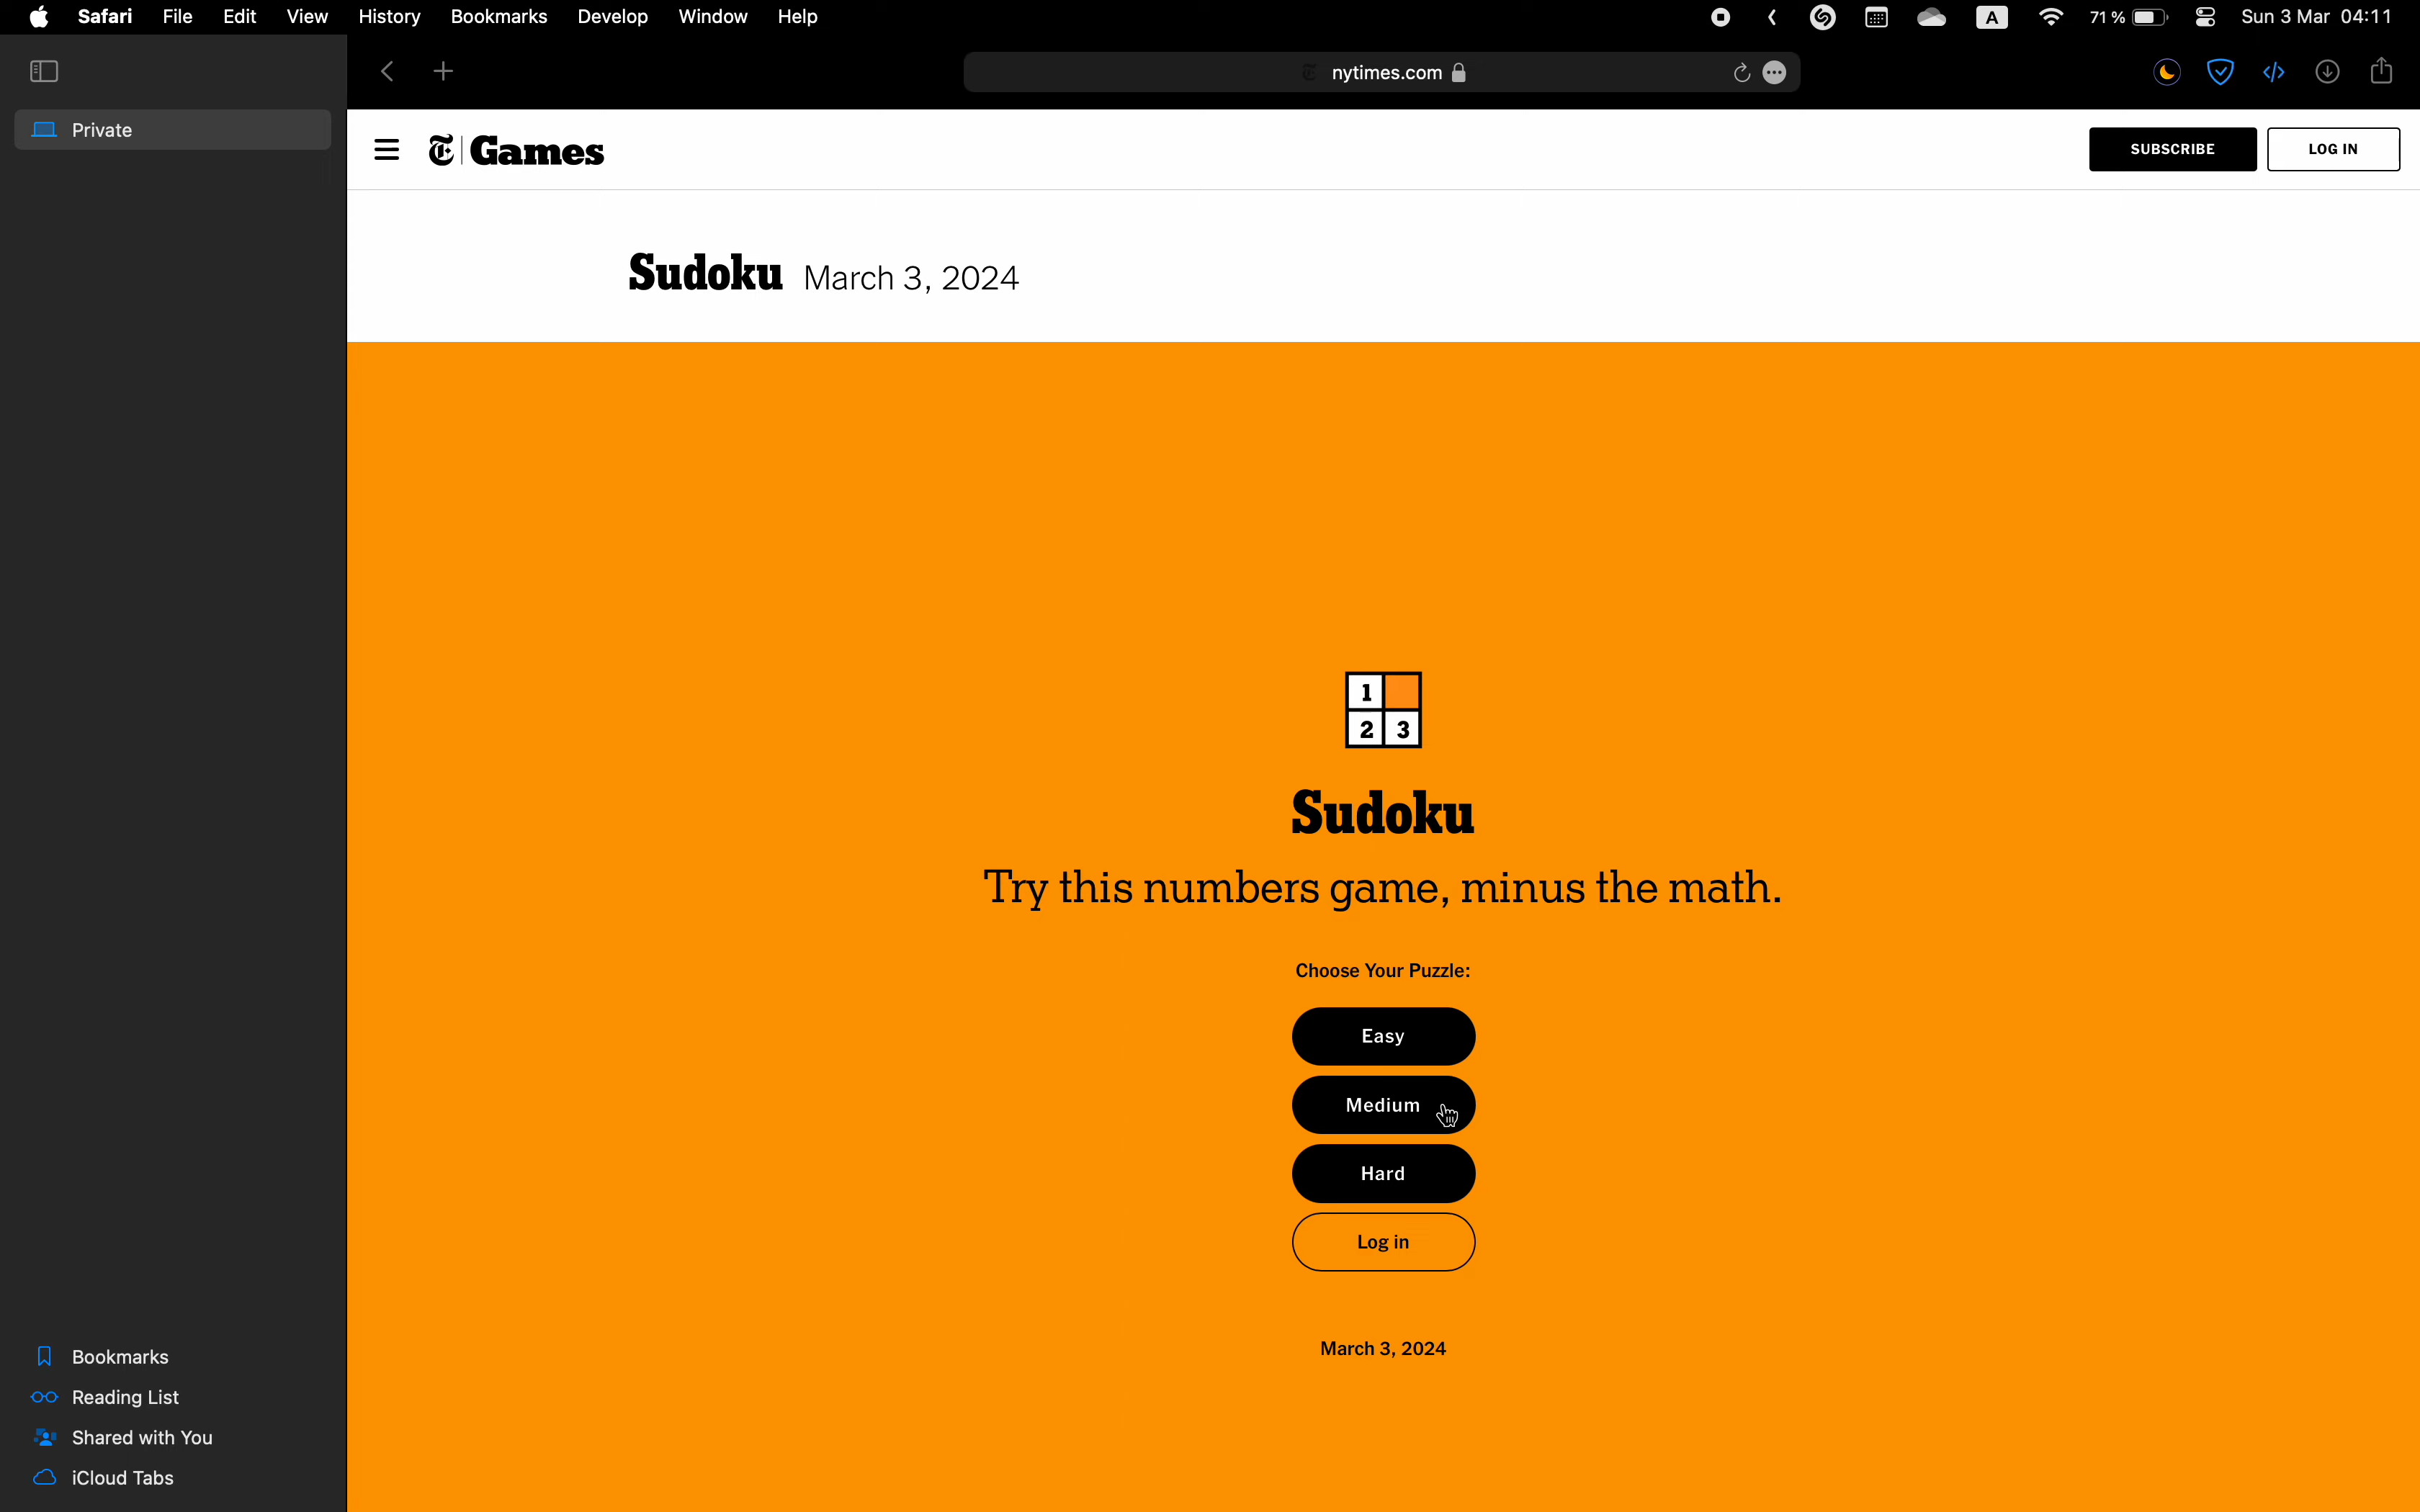 Safari File Edit View History Bookmarks Develop Window Help A 71 % Sun 3 Mar 04:11
nytimes.com
Private
T Games SUBSCRIBE LOG IN
Sudoku March 3, 2024
1
2 3
Sudoku
Try this numbers game, minus the math.
Choose Your Puzzle:
Easy
Medium
Hard
Log in
March 3, 2024
Bookmarks
Reading List
Shared with You
iCloud Tabs